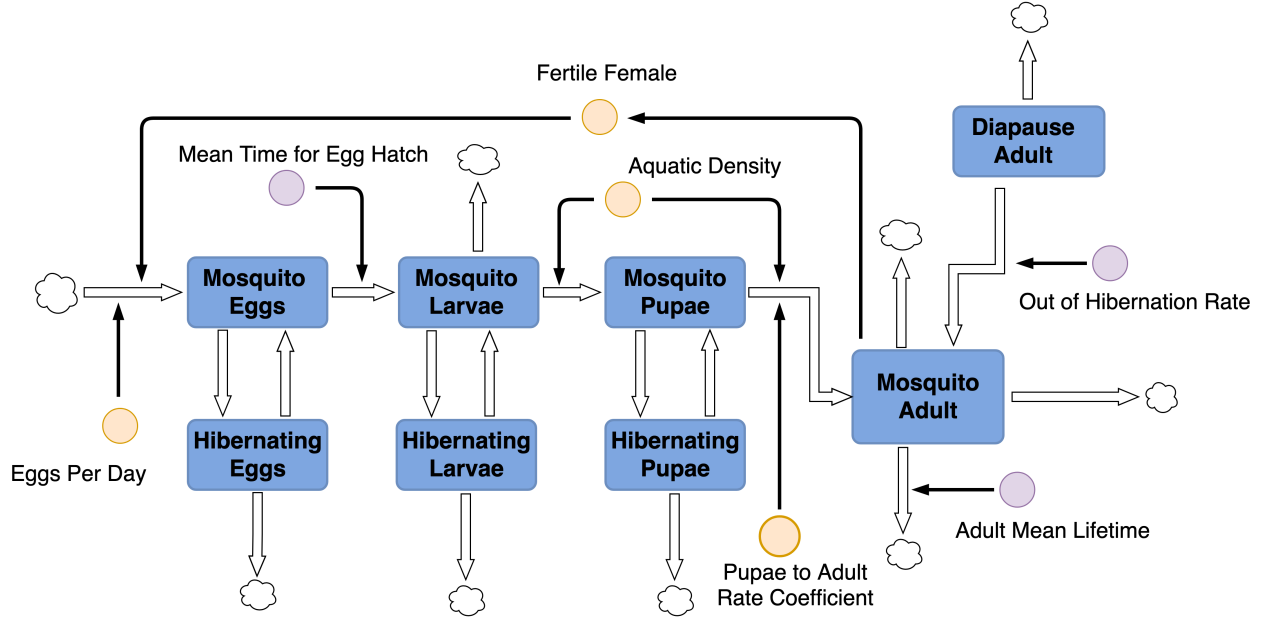 Fertile Female
Diapause
Adult
Mean Time for Egg Hatch
Aquatic Density
Mosquito
Eggs
Mosquito
Larvae
Mosquito
Pupae
Out of Hibernation Rate
Mosquito
Adult
Hibernating
Eggs
Hibernating
Larvae
Hibernating
Pupae
Eggs Per Day
Adult Mean Lifetime
Pupae to Adult
Rate Coefficient